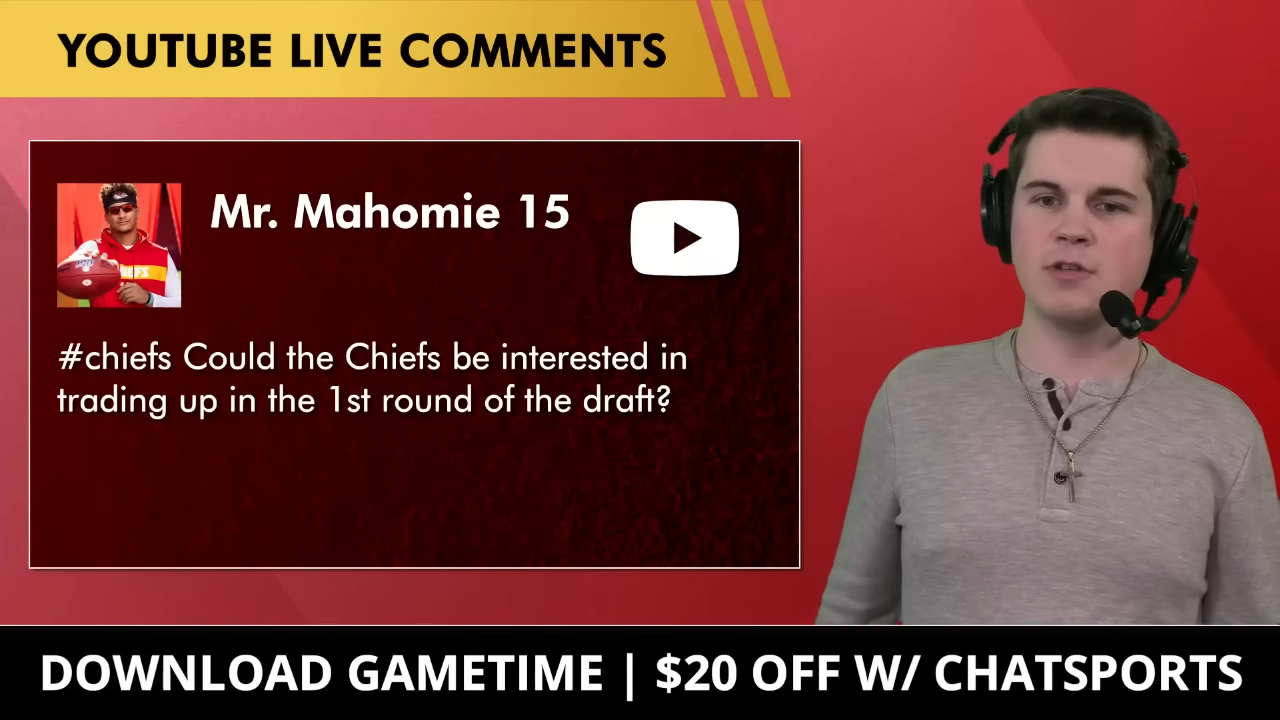 YOUTUBE LIVE COMMENTS
Mr. Mahomie 15
#chiefs Could the Chiefs be interested in
trading up in the 1st round of the draft?
DOWNLOAD GAMETIME | $20 OFF W/ CHATSPORTS